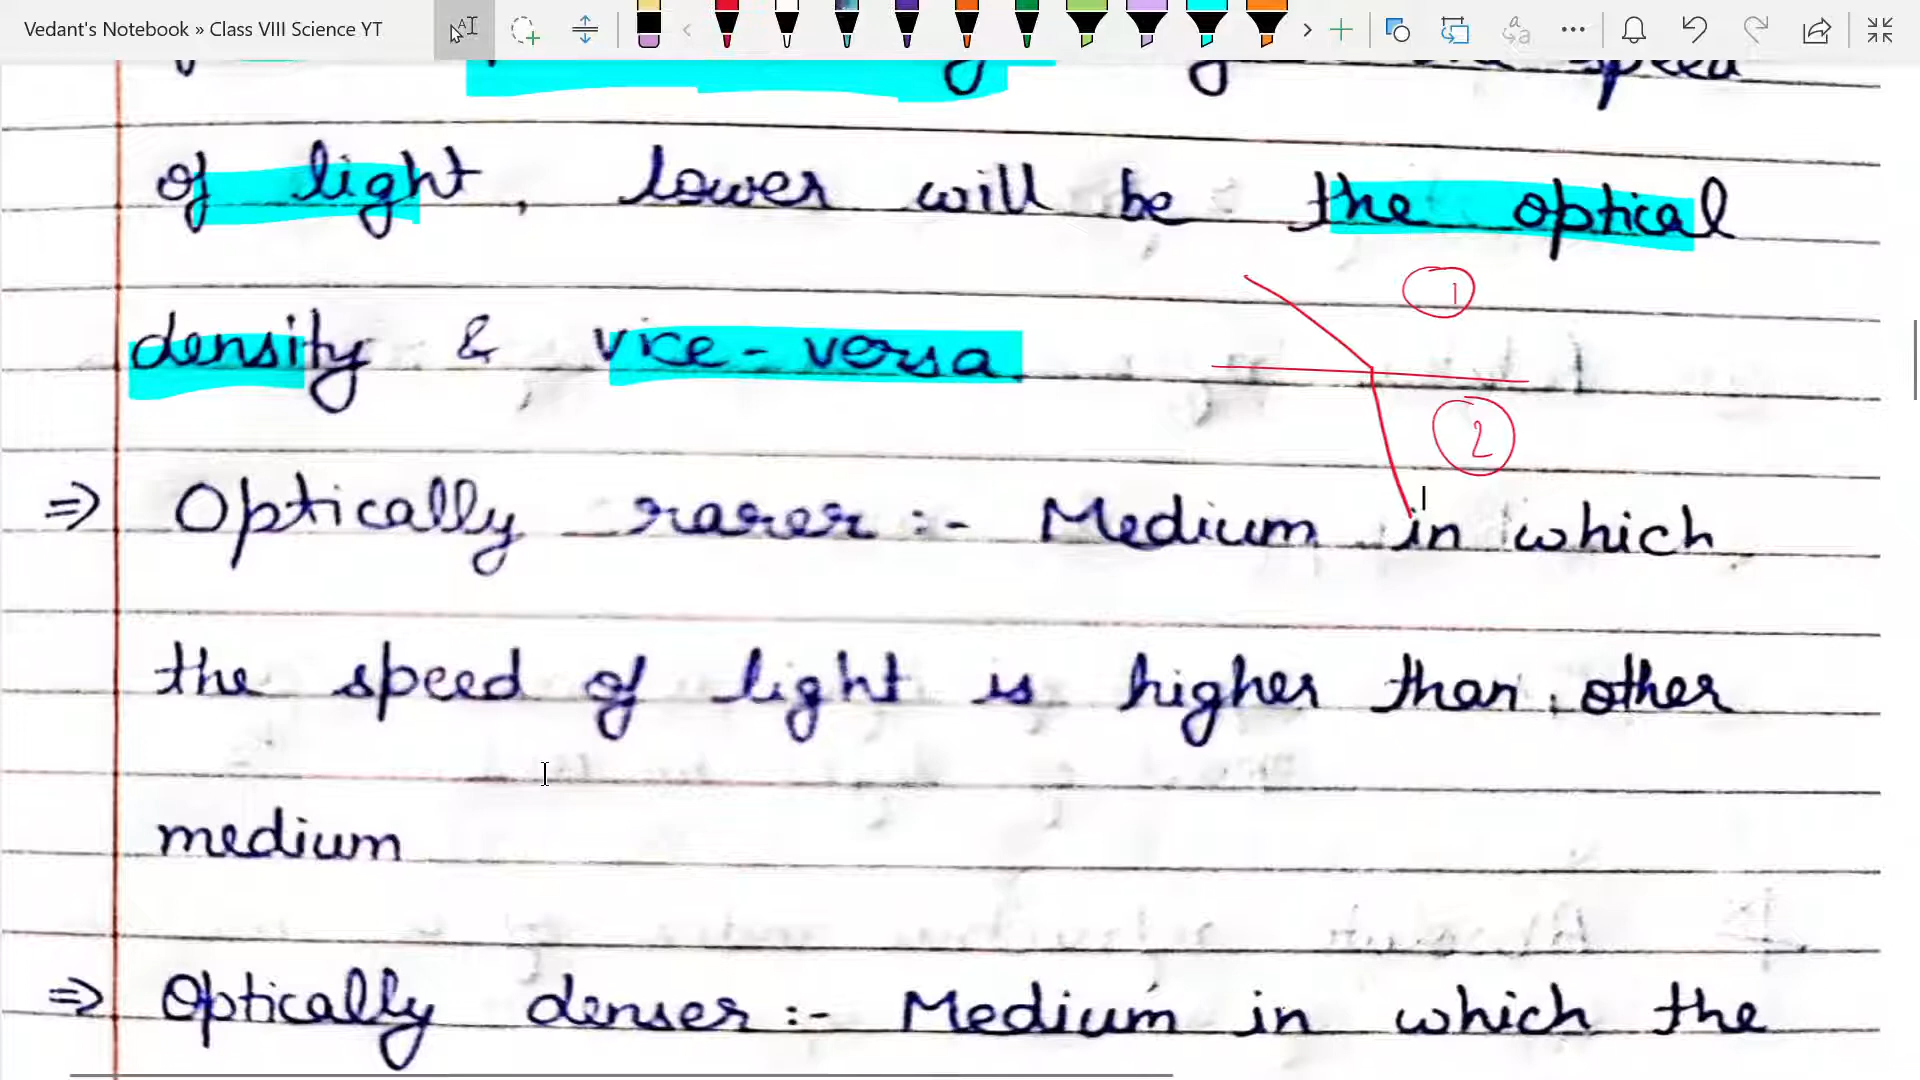 Vedant's Notebook » Class VIII Science YT
speed
of light, lower will be the optical
density & vice-versa
1
2
⇒ Optically rarer :- Medium in which
the speed of light is higher than other
medium
⇒ Optically denser :- Medium in which the